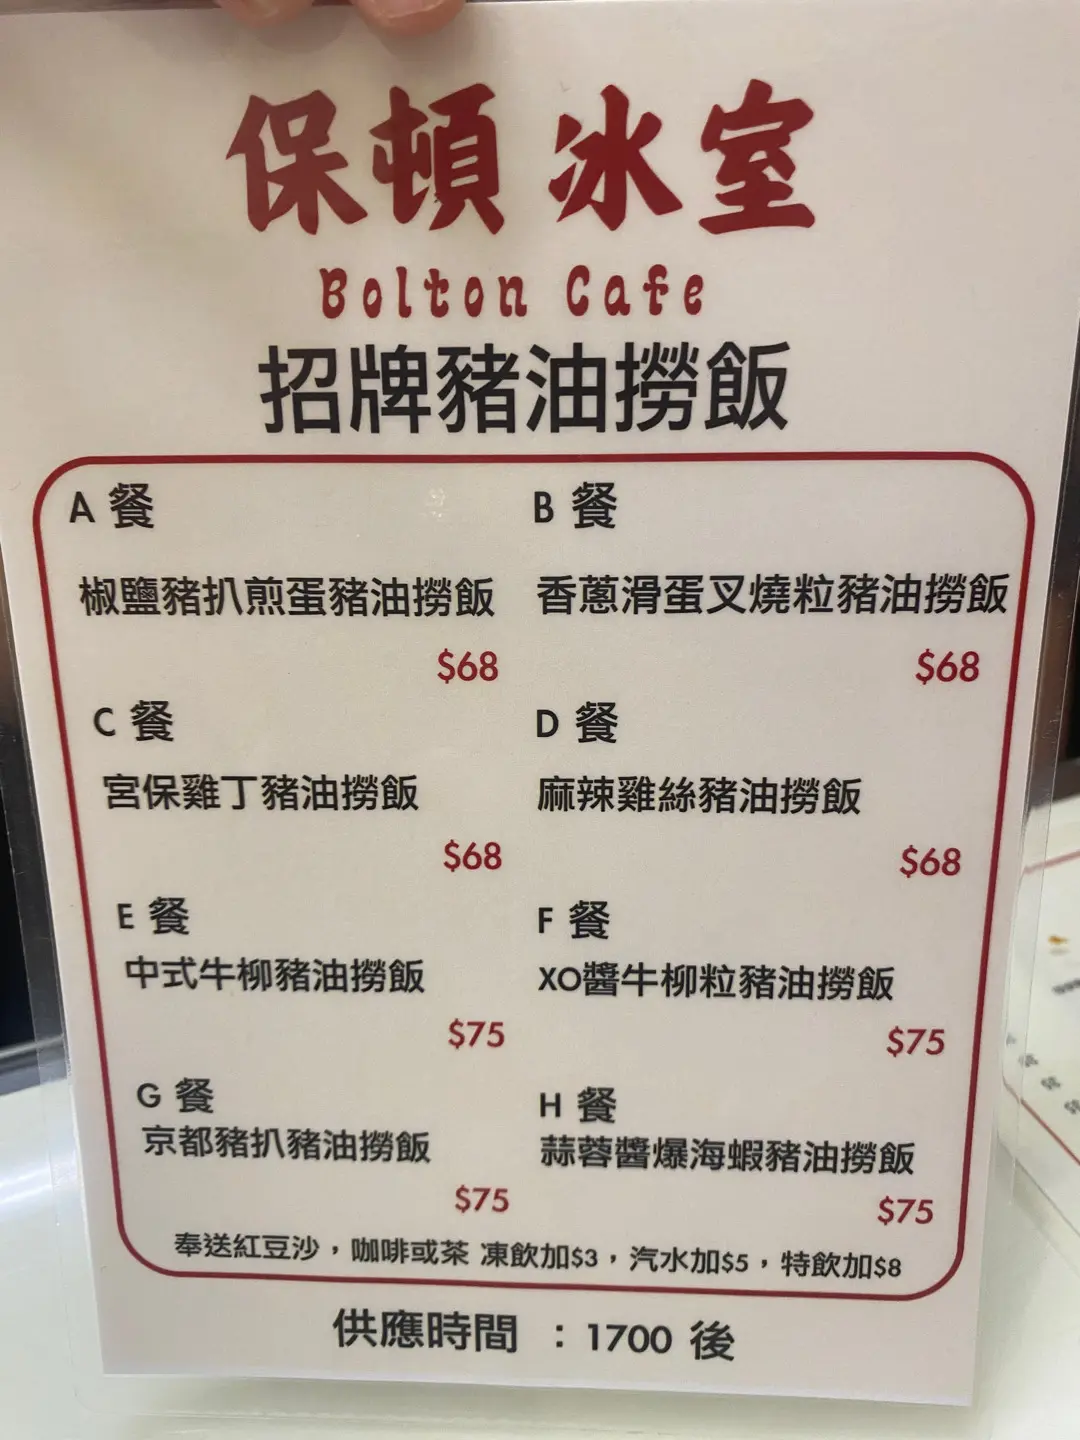 保頓冰室
Bolton Cafe
招牌豬油撈飯
A 餐
椒鹽豬扒煎蛋豬油撈飯
$68
B 餐
香蔥滑蛋叉燒粒豬油撈飯
$68
C 餐
宮保雞丁豬油撈飯
$68
D 餐
麻辣雞絲豬油撈飯
$68
E 餐
中式牛柳豬油撈飯
$75
F 餐
XO醬牛柳粒豬油撈飯
$75
G 餐
京都豬扒豬油撈飯
$75
H 餐
蒜蓉醬爆海蝦豬油撈飯
$75
奉送紅豆沙，咖啡或茶 凍飲加$3，汽水加$5，特飲加$8
供應時間 ：1700 後